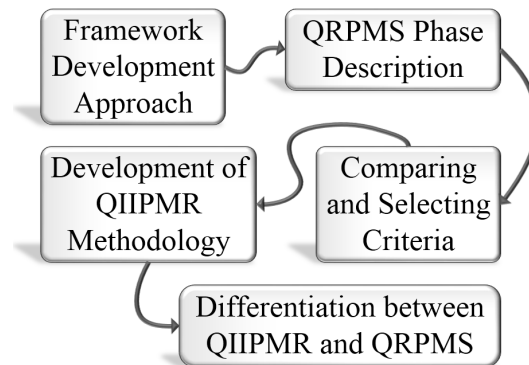 Framework
Development
Approach
QRPMS Phase
Description
Comparing
and Selecting
Criteria
Development of
QIIPMR
Methodology
Differentiation between
QIIPMR and QRPMS